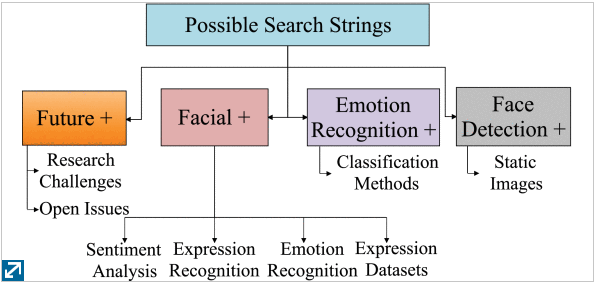 Possible Search Strings
Future +
Facial +
Emotion
Recognition +
Face
Detection +
Research
Challenges
Open Issues
Classification
Methods
Static
Images
Sentiment
Analysis
Expression
Recognition
Emotion
Recognition
Expression
Datasets